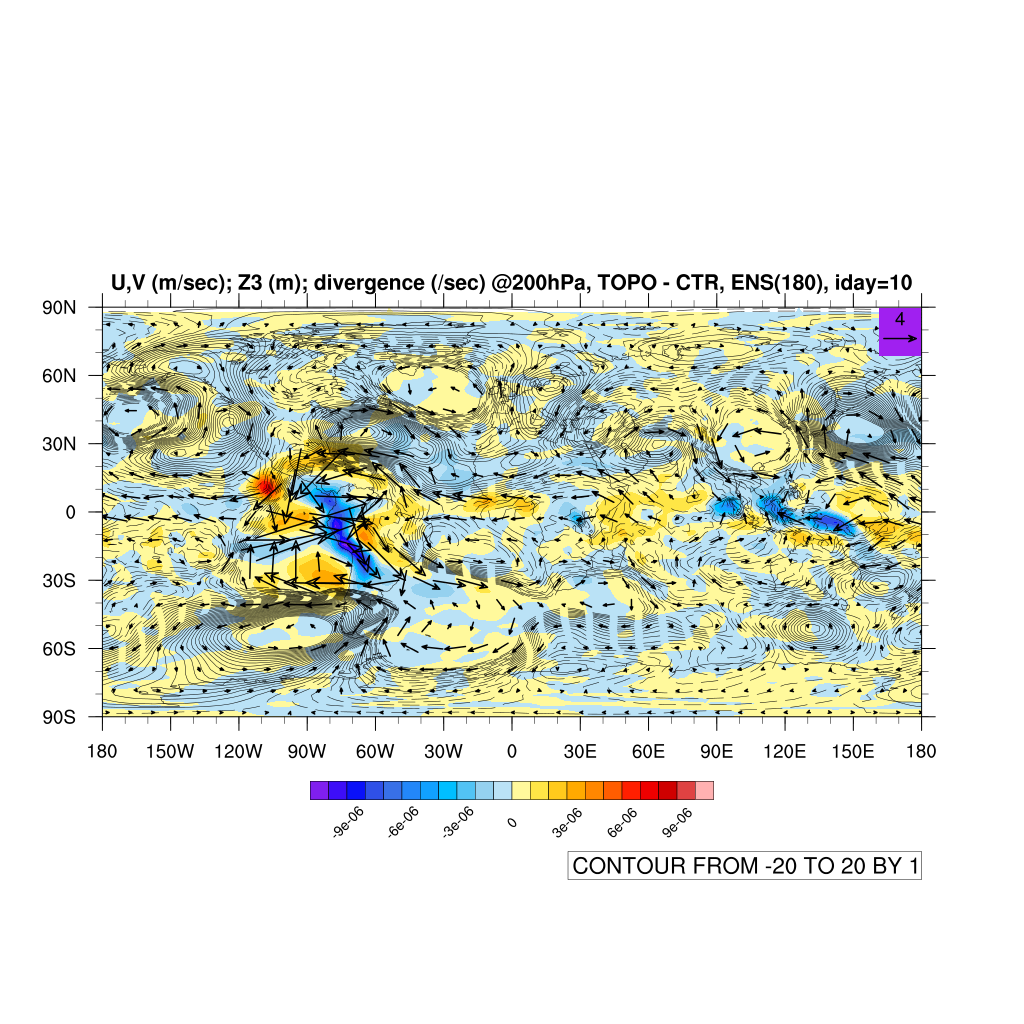 U,V (m/sec); Z3 (m); divergence (/sec) @200hPa, TOPO - CTR, ENS(180), iday=10
90N
4
60N
30N
0
30S
60S
90S
180 150W 120W 90W 60W 30W 0 30E 60E 90E 120E 150E 180
-9e-06 -6e-06 -3e-06 0 3e-06 6e-06 9e-06
CONTOUR FROM -20 TO 20 BY 1